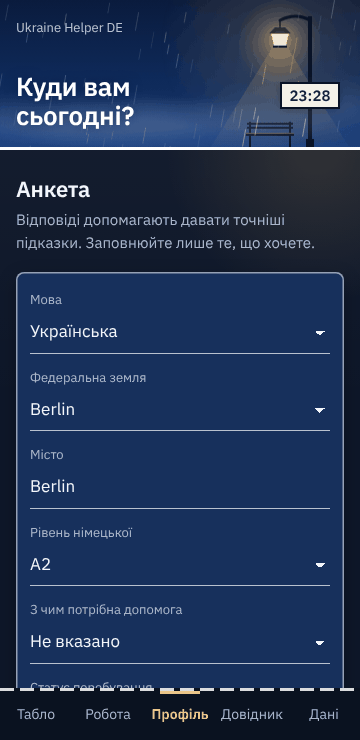 Ukraine Helper DE
Куди вам
сьогодні?
23:28
Анкета
Відповіді допомагають давати точніші
підказки. Заповнюйте лише те, що хочете.
Мова
Українська
Федеральна земля
Berlin
Місто
Berlin
Рівень німецької
A2
З чим потрібна допомога
Не вказано
Статус перебування
Табло
Робота
Профіль
Довідник
Дані